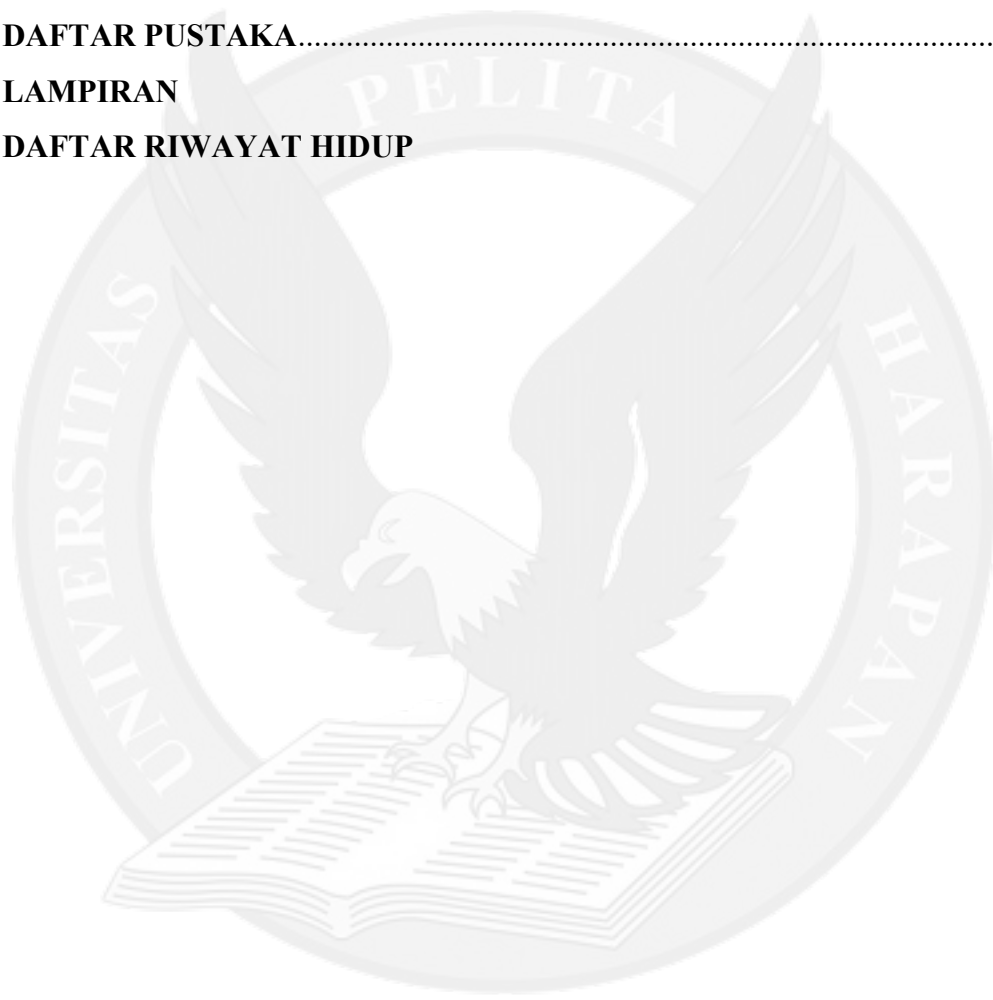 DAFTAR PUSTAKA........................................................................................
LAMPIRAN
DAFTAR RIWAYAT HIDUP
UNIVERSITAS PELITA HARAPAN